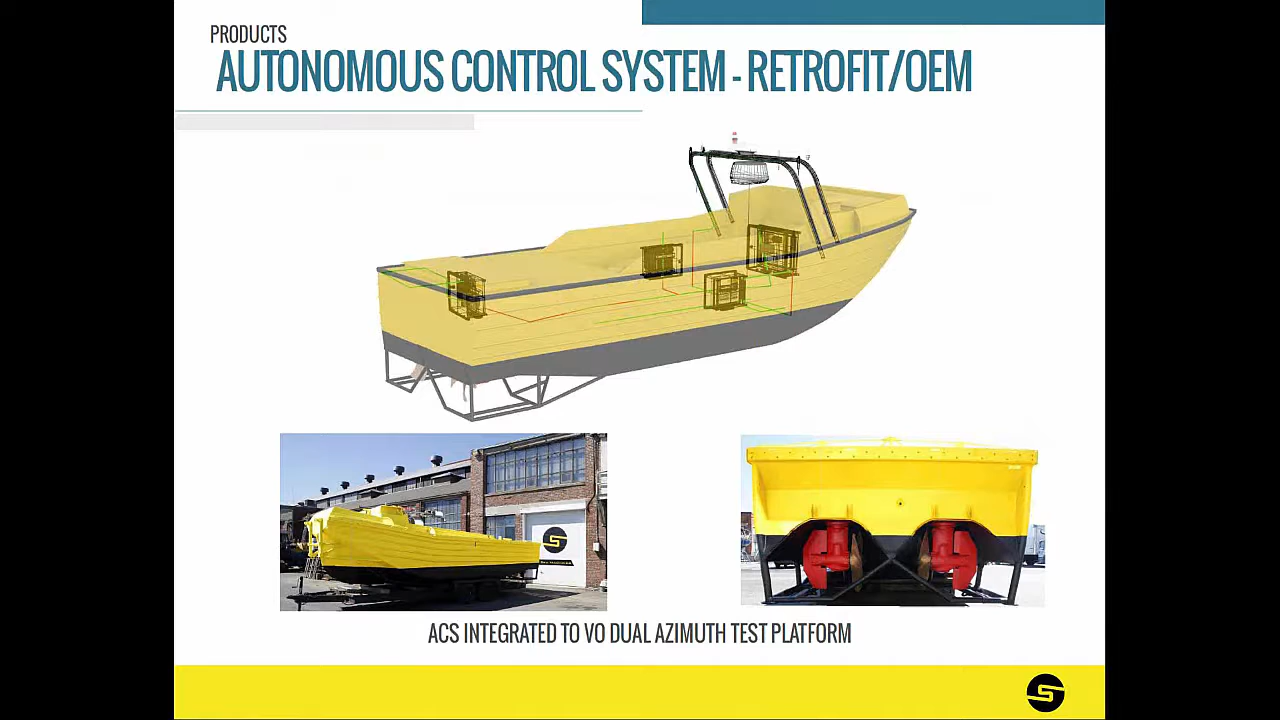 PRODUCTS
AUTONOMOUS CONTROL SYSTEM - RETROFIT/OEM
ACS INTEGRATED TO VO DUAL AZIMUTH TEST PLATFORM